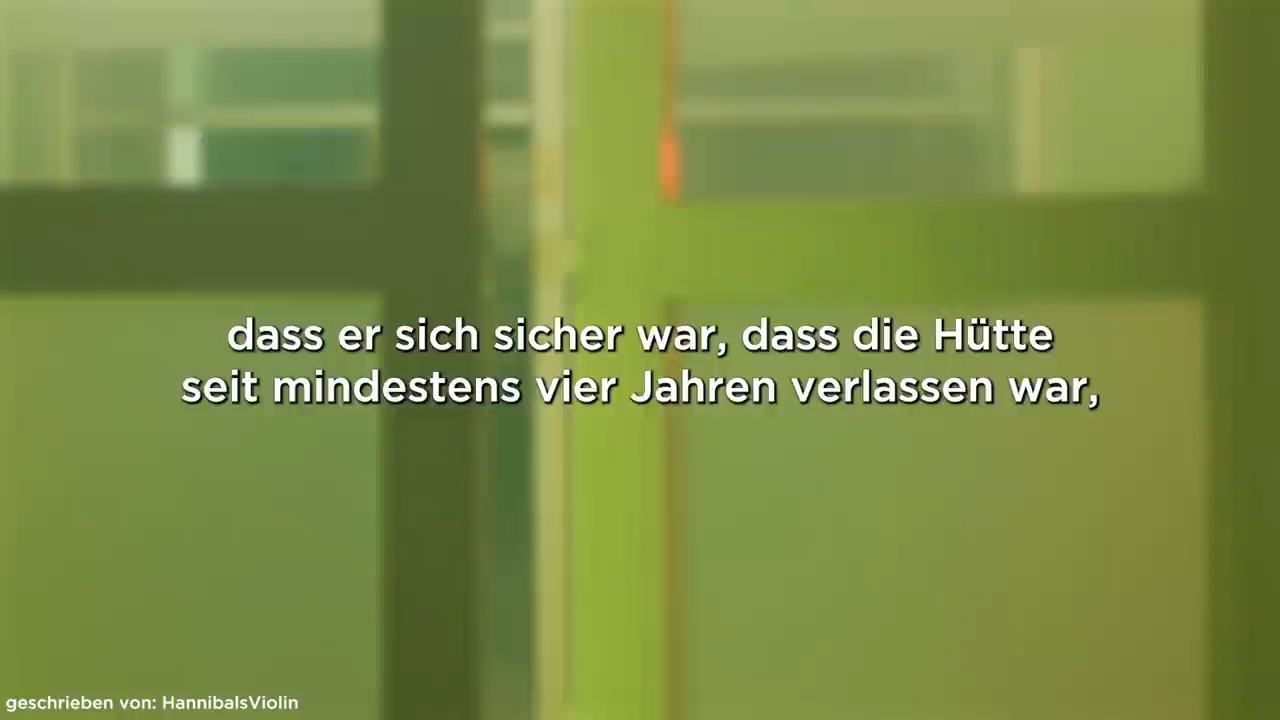 dass er sich sicher war, dass die Hütte
seit mindestens vier Jahren verlassen war,
geschrieben von: HannibalsViolin